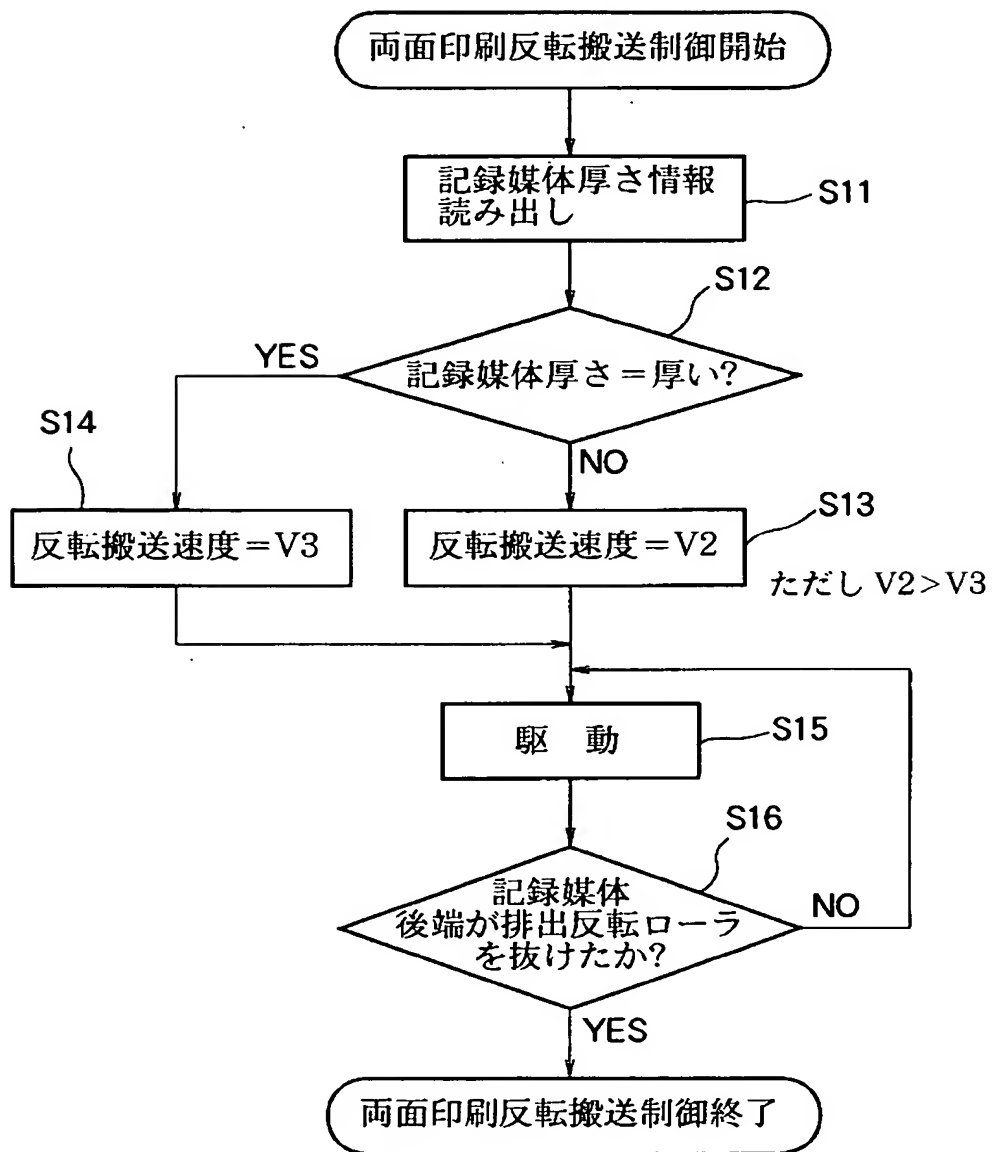 両面印刷反転搬送制御開始
記録媒体厚さ情報
読み出し
S11
S12
記録媒体厚さ＝厚い?
YES
NO
S14
反転搬送速度＝V3
反転搬送速度＝V2
S13
ただし V2>V3
駆　動
S15
S16
記録媒体
後端が排出反転ローラ
を抜けたか?
NO
YES
両面印刷反転搬送制御終了